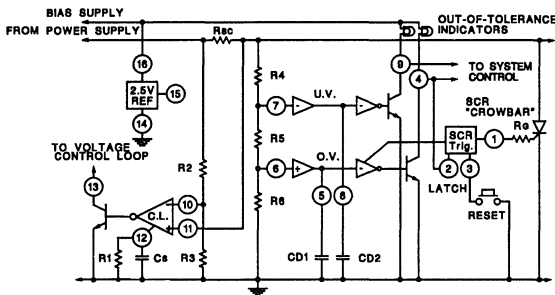 BIAS SUPPLY
FROM POWER SUPPLY
Rsc
OUT-OF-TOLERANCE
INDICATORS
16
R4
9
TO SYSTEM
CONTROL
4
2.5V
REF
15
7
-
U.V.
-
SCR
"CROWBAR"
14
R5
SCR
Trig.
1
RG
TO VOLTAGE
CONTROL LOOP
R2
6
+
O.V.
-
2
3
13
5
8
LATCH
C.L.
-
10
R6
RESET
+
11
12
R1
Cs
R3
CD1
CD2